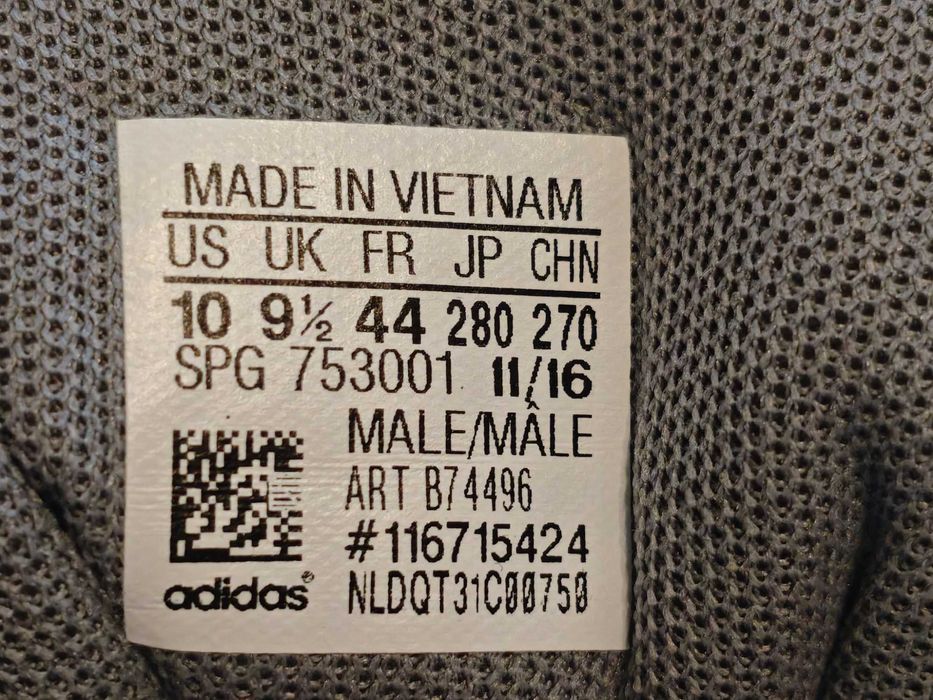 MADE IN VIETNAM
US UK FR JP CHN
10 9½ 44 280 270
SPG 753001 11/16
MALE/MÂLE
ART B74496
#116715424
adidas® NLDQT31C00750